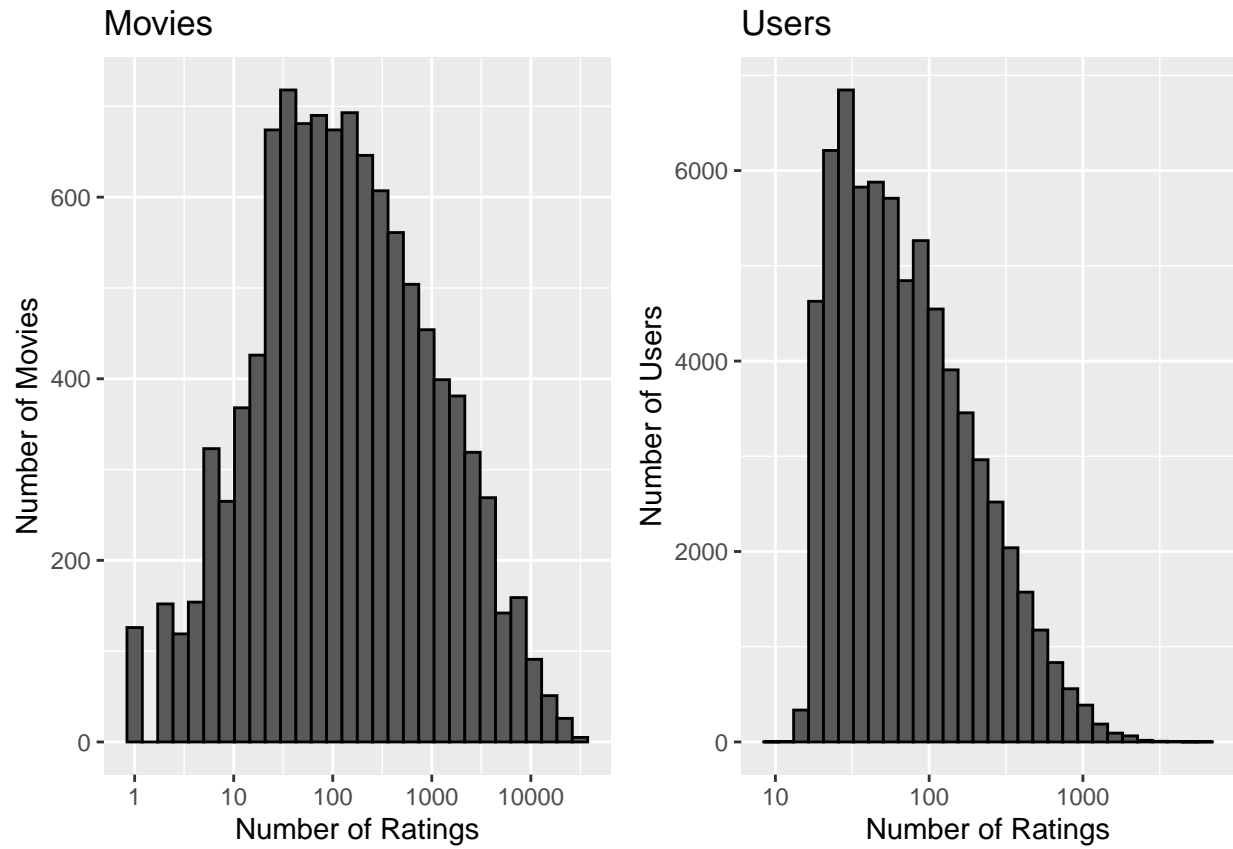 Movies
Number of Movies
600
400
200
0
1 10 100 1000 10000
Number of Ratings
Users
Number of Users
6000
4000
2000
0
10 100 1000
Number of Ratings